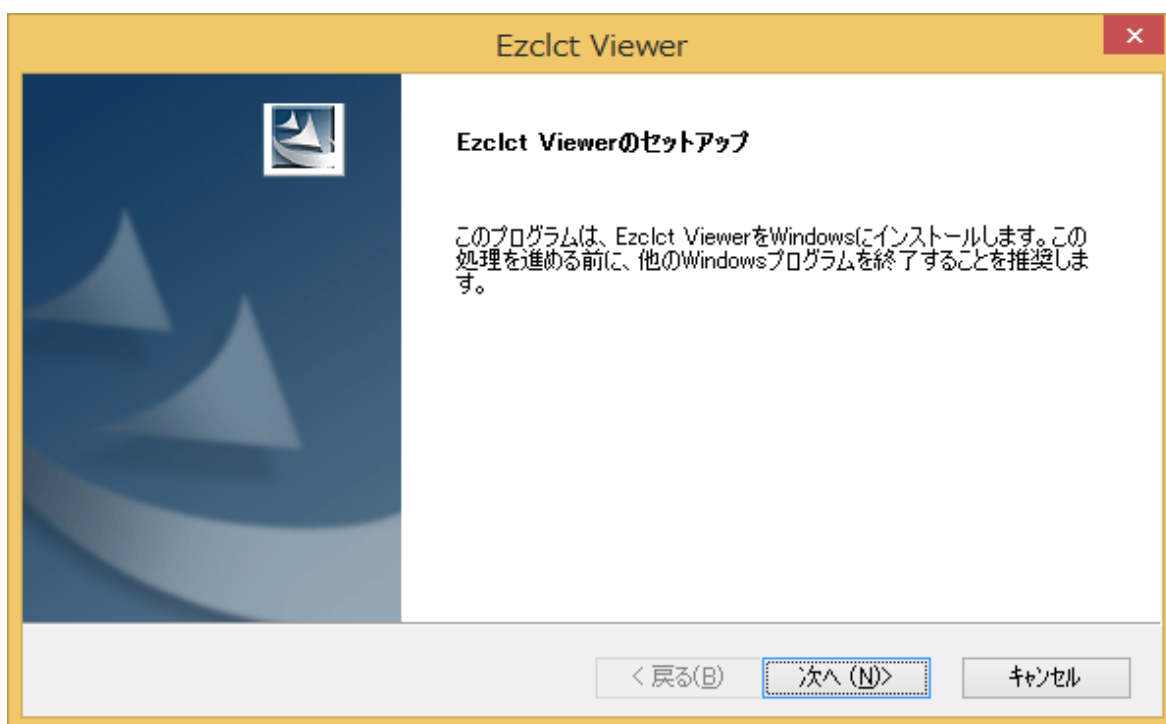 Ezclct Viewer
×
Ezclct Viewerのセットアップ
このプログラムは、Ezclct ViewerをWindowsにインストールします。この
処理を進める前に、他のWindowsプログラムを終了することを推奨しま
す。
< 戻る(B)
次へ (N)>
キャンセル